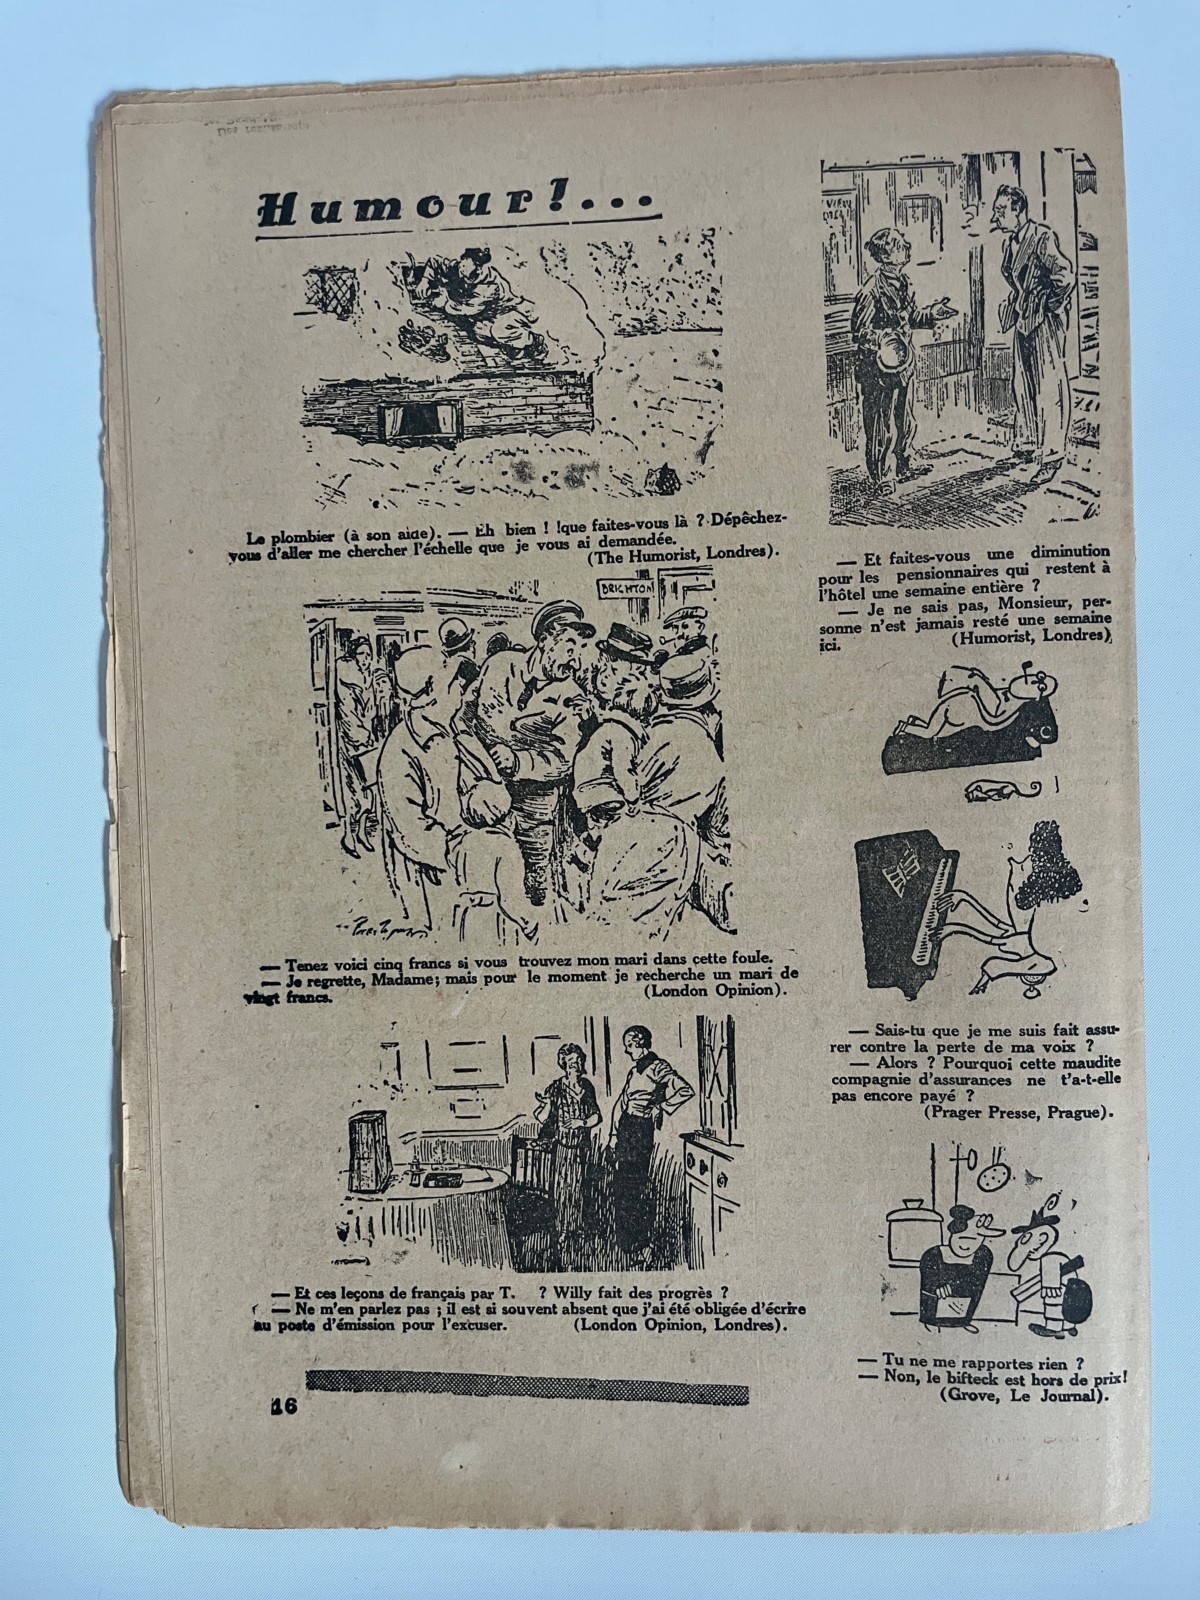 Humour!...
Le plombier (à son aide). — Eh bien ! !que faites-vous là ? Dépêchez-
vous d'aller me chercher l'échelle que je vous ai demandée.
(The Humorist, Londres).
BRIGHTON
— Tenez voici cinq francs si vous trouvez mon mari dans cette foule.
— Je regrette, Madame; mais pour le moment je recherche un mari de
vingt francs.
(London Opinion).
— Et ces leçons de français par T. ? Willy fait des progrès ?
— Ne m'en parlez pas ; il est si souvent absent que j'ai été obligée d'écrire
au poste d'émission pour l'excuser.
(London Opinion, Londres).
16
— Et faites-vous une diminution
pour les pensionnaires qui restent à
l'hôtel une semaine entière ?
— Je ne sais pas, Monsieur, per-
sonne n'est jamais resté une semaine
ici.
(Humorist, Londres)
— Sais-tu que je me suis fait assu-
rer contre la perte de ma voix ?
— Alors ? Pourquoi cette maudite
compagnie d'assurances ne t'a-t-elle
pas encore payé ?
(Prager Presse, Prague).
— Tu ne me rapportes rien ?
— Non, le bifteck est hors de prix!
(Grove, Le Journal).